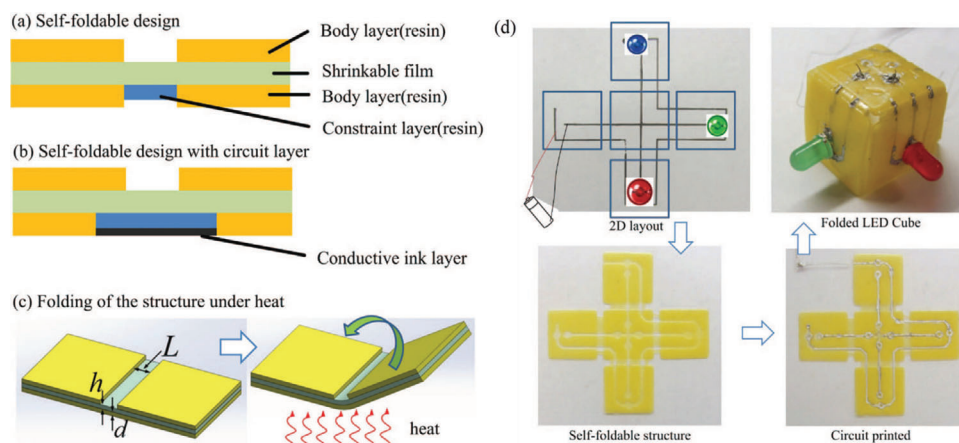 (a) Self-foldable design
Body layer(resin)
Shrinkable film
Body layer(resin)
Constraint layer(resin)
(b) Self-foldable design with circuit layer
Conductive ink layer
(c) Folding of the structure under heat
L
h
d
heat
(d)
2D layout
Folded LED Cube
Self-foldable structure
Circuit printed